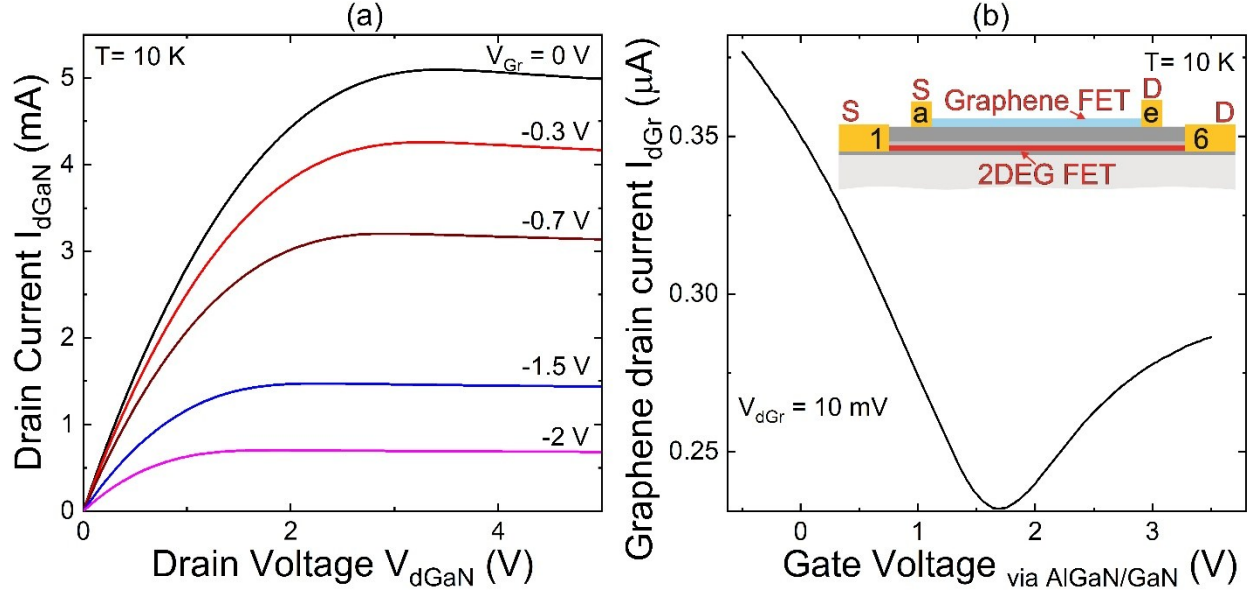 (a)
T= 10 K
V_Gr = 0 V
-0.3 V
-0.7 V
-1.5 V
-2 V
5
4
3
2
1
0
0
2
4
Drain Current I_dGaN (mA)
Drain Voltage V_dGaN (V)
(b)
T= 10 K
S
S
Graphene FET
D
D
a
e
1
6
2DEG FET
V_dGr = 10 mV
0.35
0.30
0.25
0
1
2
3
Graphene drain current I_dGr (μA)
Gate Voltage via AlGaN/GaN (V)